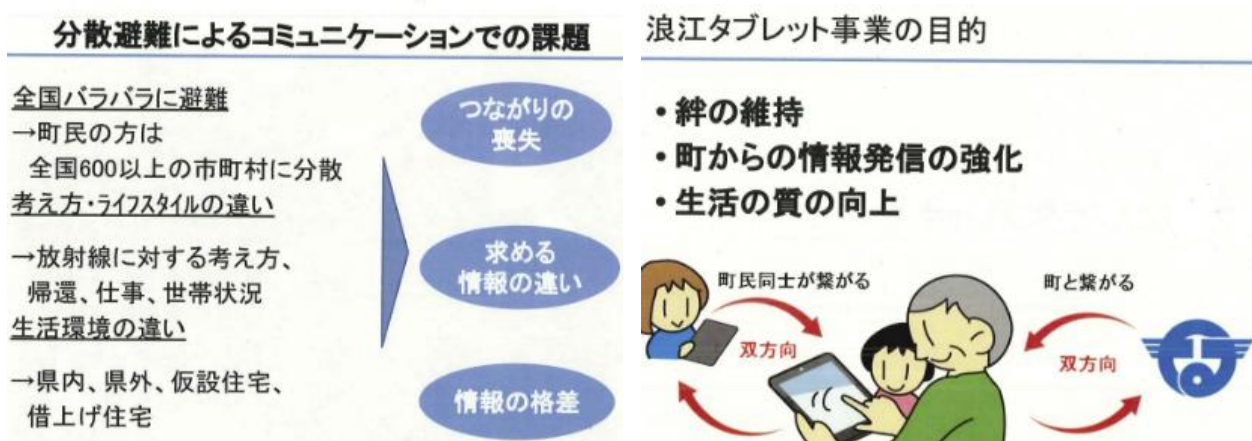 分散避難によるコミュニケーションでの課題
全国バラバラに避難
→町民の方は
全国600以上の市町村に分散
考え方・ライフスタイルの違い
→放射線に対する考え方、
帰還、仕事、世帯状況
生活環境の違い
→県内、県外、仮設住宅、
借上げ住宅
つながりの
喪失
求める
情報の違い
情報の格差
浪江タブレット事業の目的
・絆の維持
・町からの情報発信の強化
・生活の質の向上
町民同士が繋がる
双方向
町と繋がる
双方向